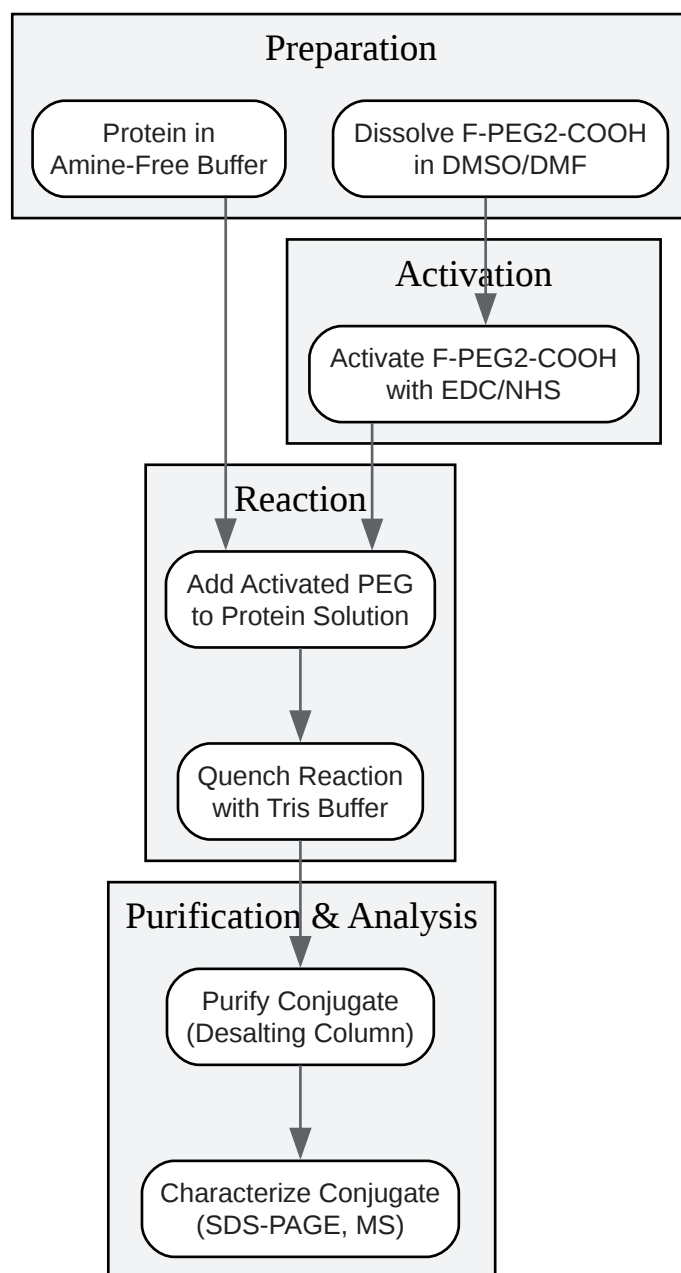 Preparation
Protein in
Amine-Free Buffer
Dissolve F-PEG2-COOH
in DMSO/DMF
Activation
Activate F-PEG2-COOH
with EDC/NHS
Reaction
Add Activated PEG
to Protein Solution
Quench Reaction
with Tris Buffer
Purification & Analysis
Purify Conjugate
(Desalting Column)
Characterize Conjugate
(SDS-PAGE, MS)